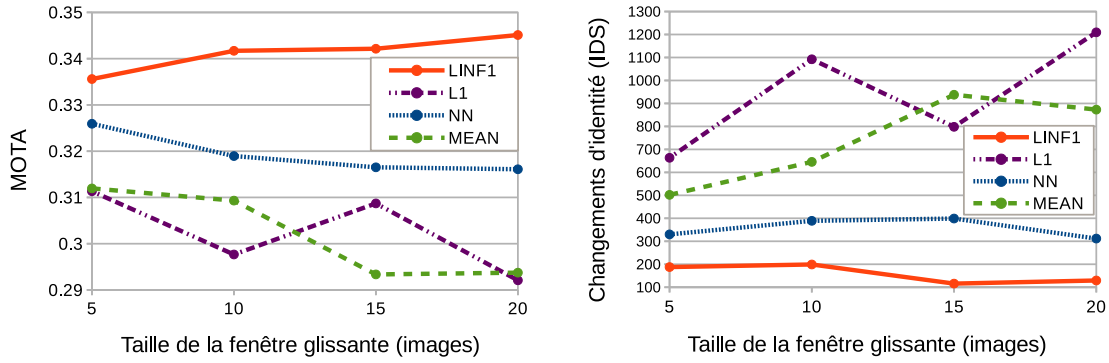 0.35
0.34
0.33
0.32
0.31
0.3
0.29
MOTA
LINF1
L1
NN
MEAN
5 10 15 20
Taille de la fenêtre glissante (images)
1300
1200
1100
1000
900
800
700
600
500
400
300
200
100
Changements d'identité (IDS)
LINF1
L1
NN
MEAN
5 10 15 20
Taille de la fenêtre glissante (images)